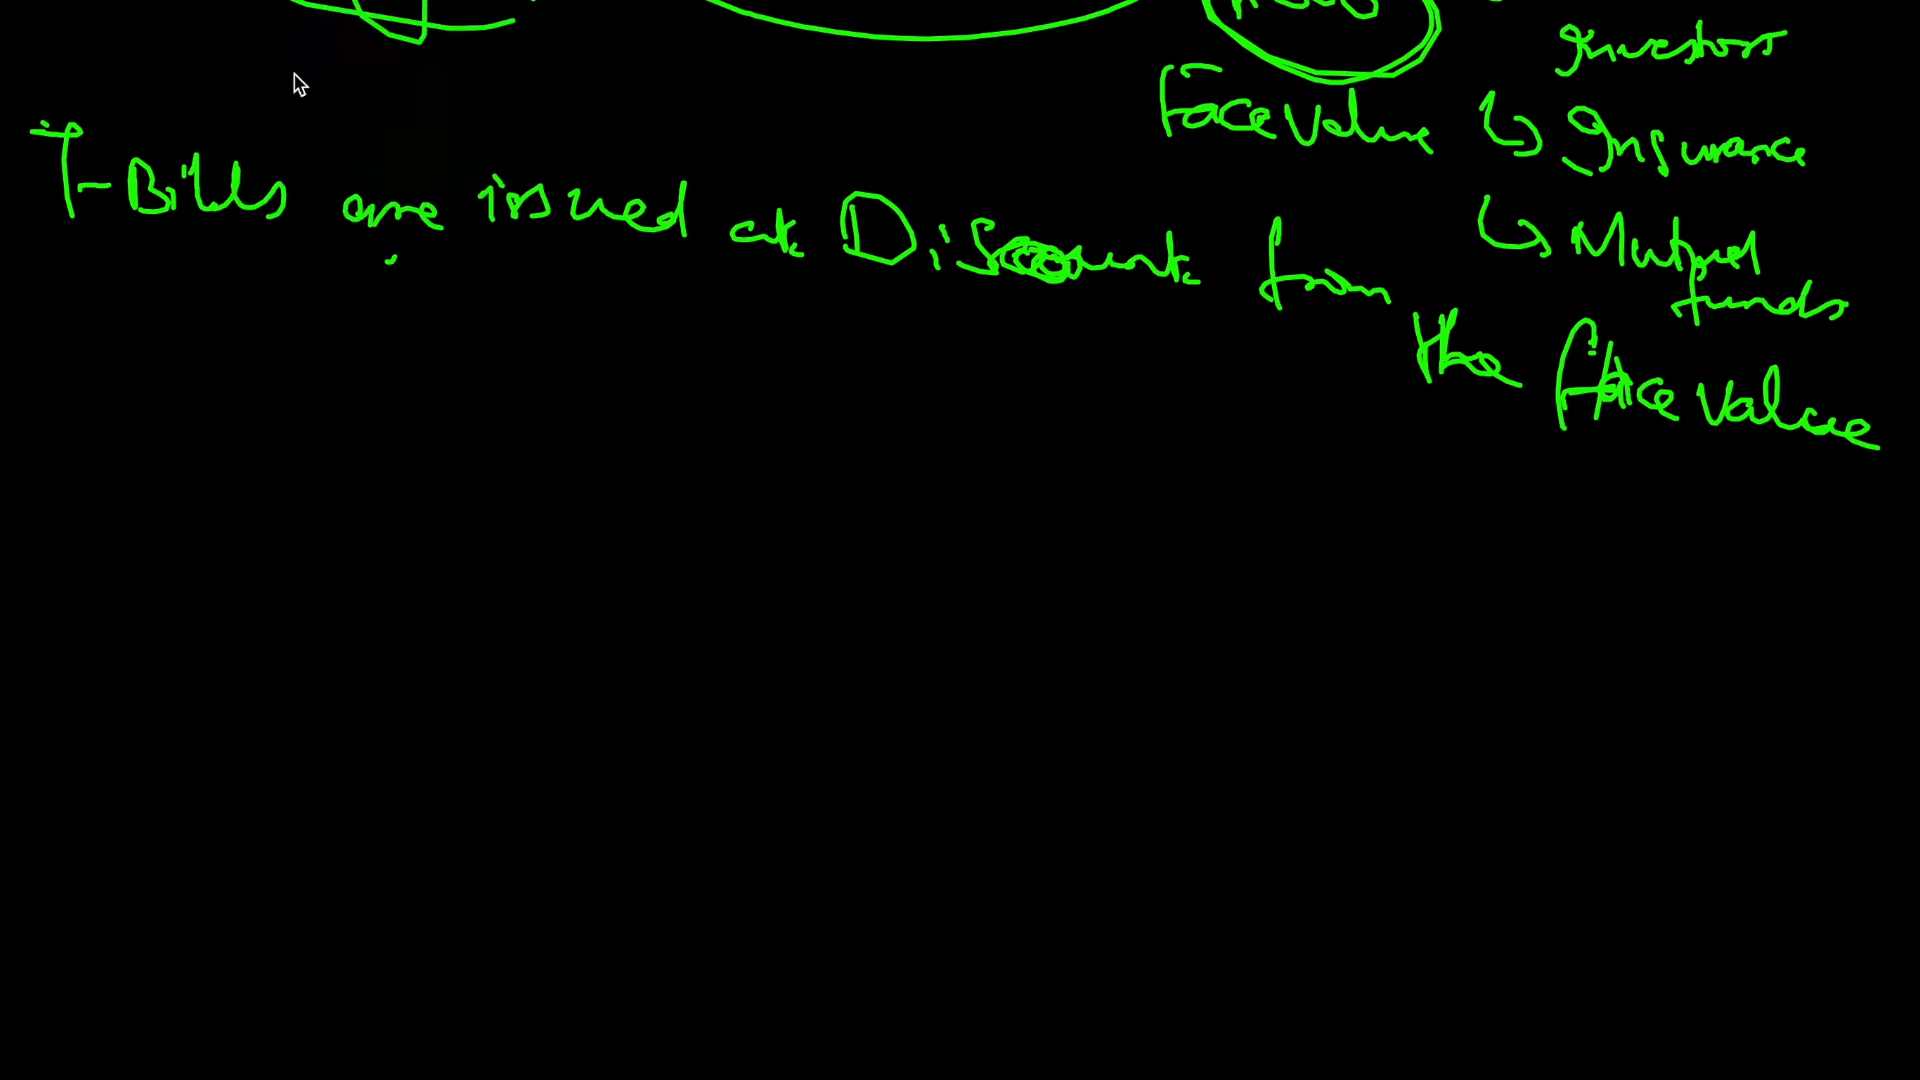 Investors
Face Value
↳ Insurance
↳ Mutual
funds
T-Bills are issued at Discount from
the Face Value